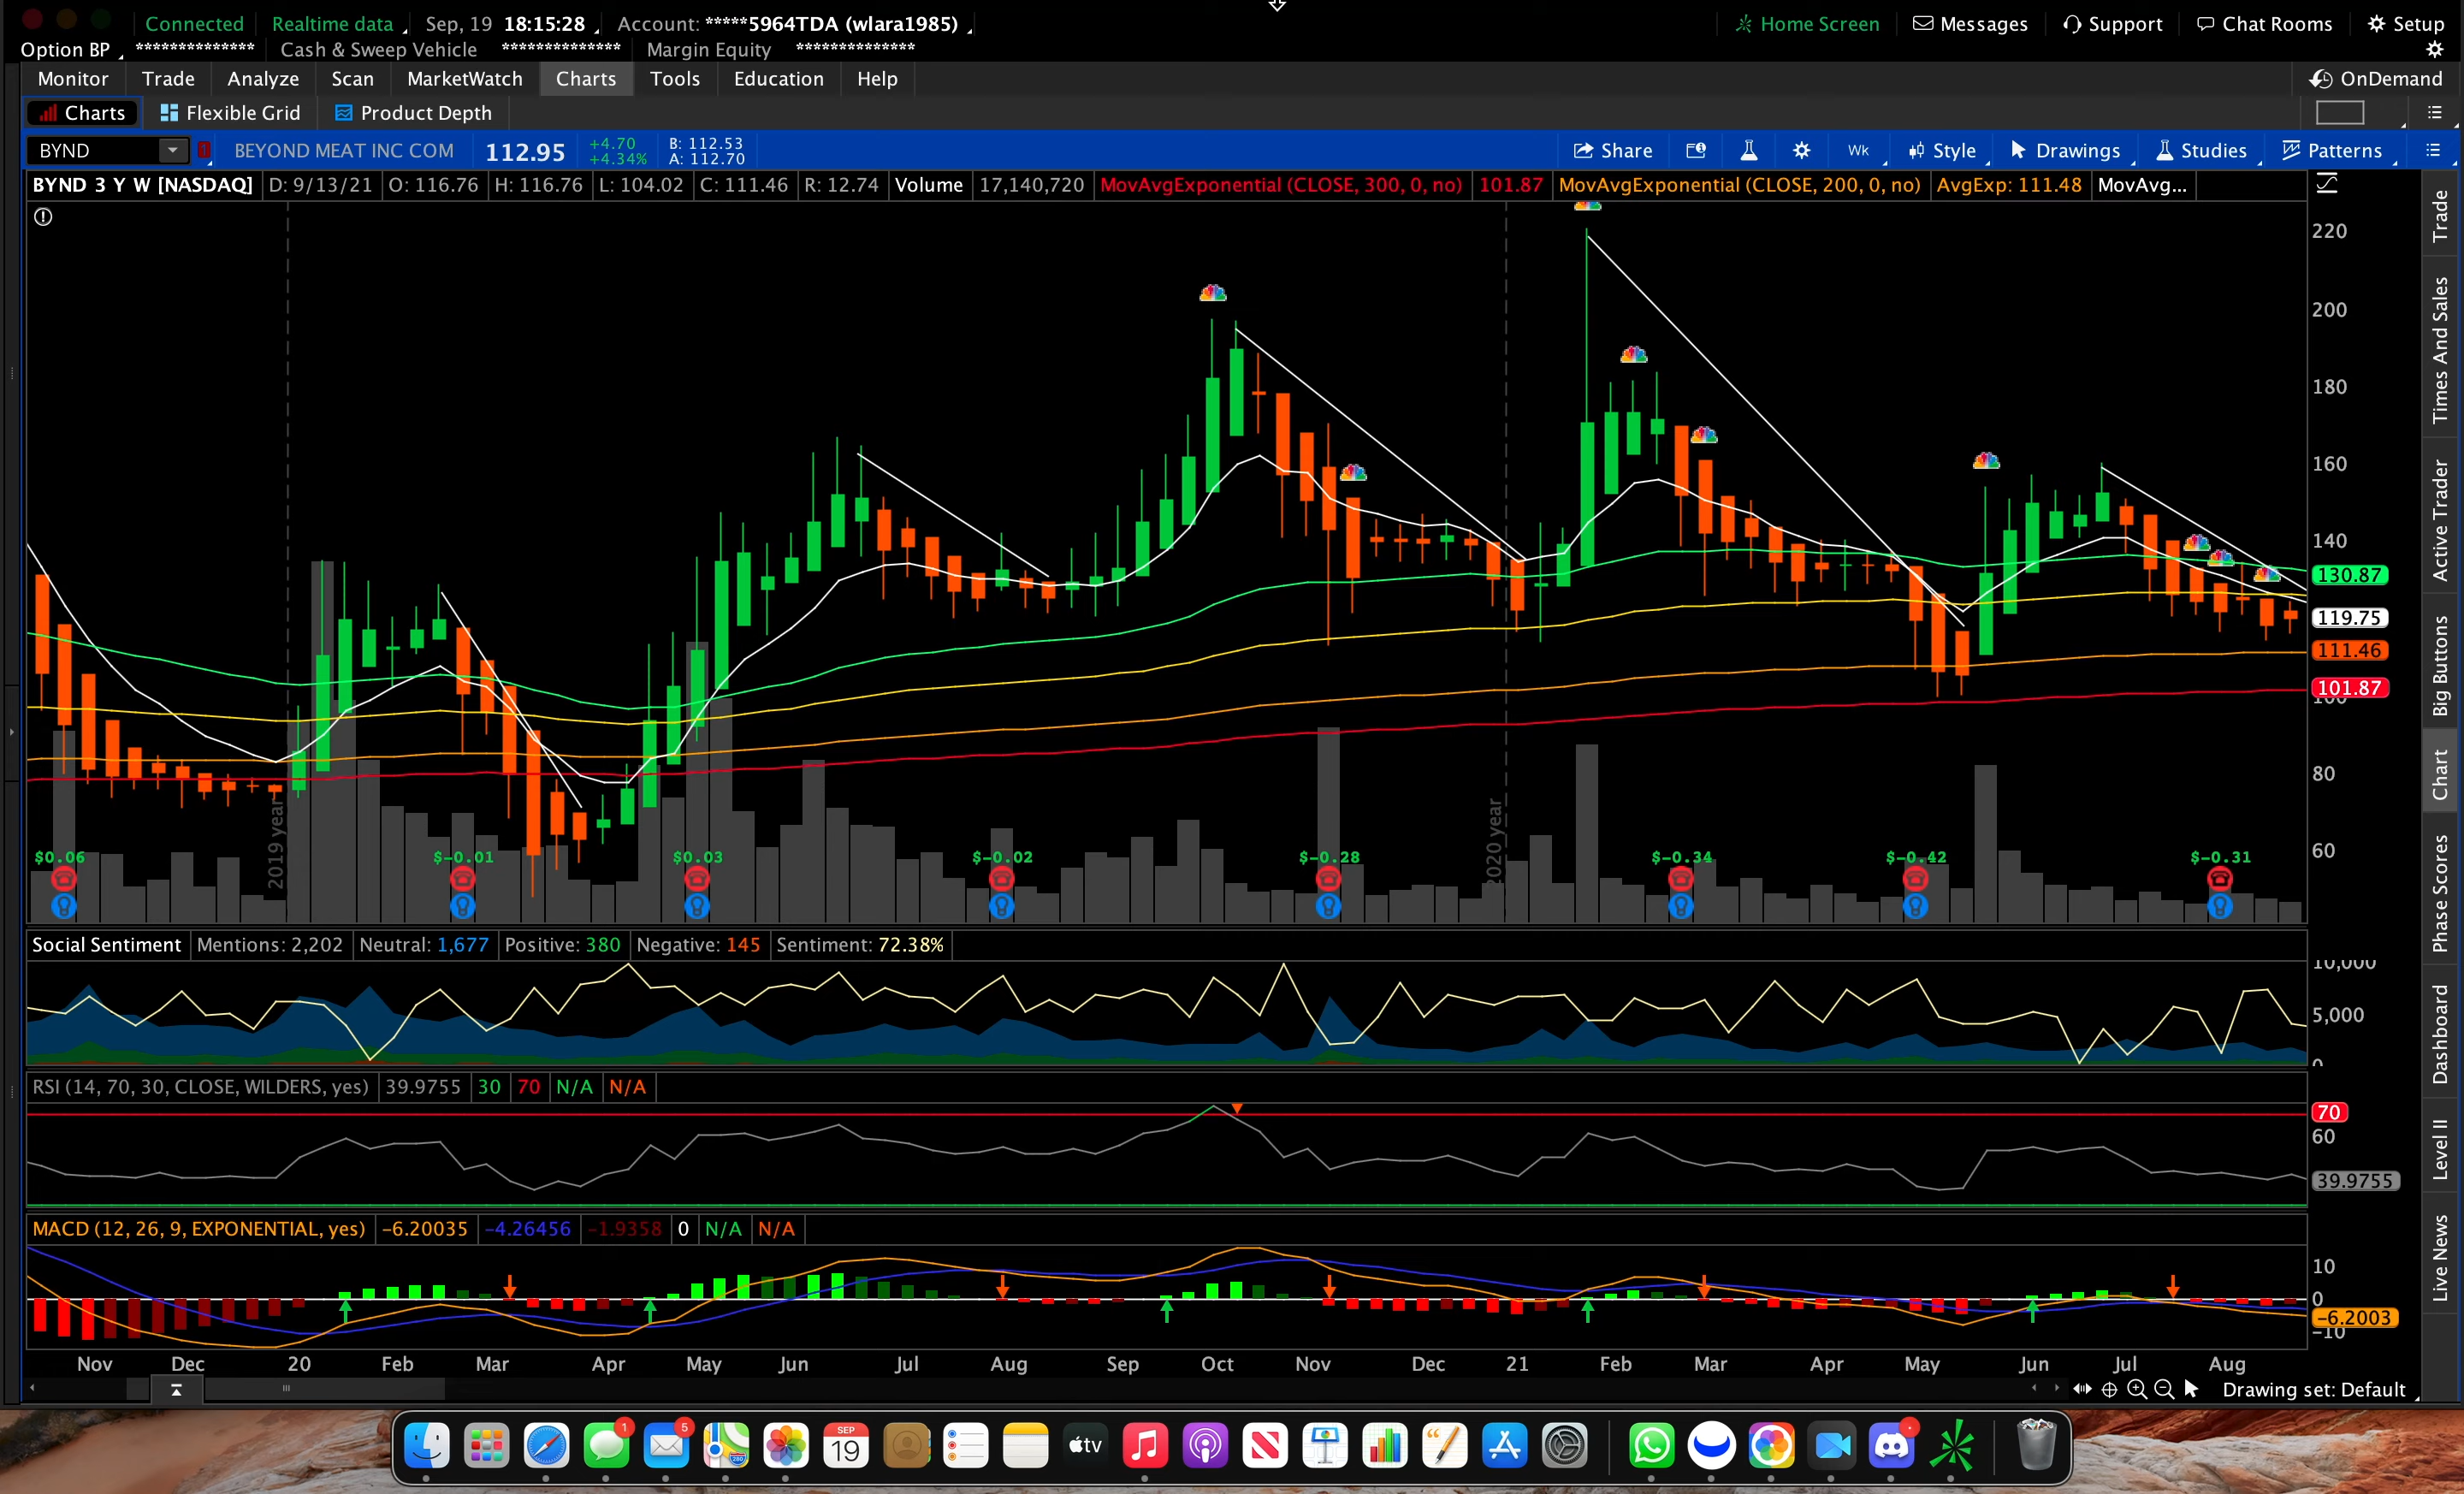 Connected Realtime data Sep, 19 18:15:28 Account: *****5964TDA (wlara1985) Home Screen Messages Support Chat Rooms Setup
Option BP ************** Cash & Sweep Vehicle ************** Margin Equity **************
Monitor Trade Analyze Scan MarketWatch Charts Tools Education Help OnDemand
Charts Flexible Grid Product Depth
BYND 1 BEYOND MEAT INC COM 112.95 +4.70 +4.34% B: 112.53 A: 112.70 Share Wk Style Drawings Studies Patterns
BYND 3 Y W [NASDAQ] D: 9/13/21 O: 116.76 H: 116.76 L: 104.02 C: 111.46 R: 12.74 Volume 17,140,720 MovAvgExponential (CLOSE, 300, 0, no) 101.87 MovAvgExponential (CLOSE, 200, 0, no) AvgExp: 111.48 MovAvg...
220
200
180
160
140
130.87
119.75
111.46
101.87
100
80
60
2019 year
2020 year
$0.06 $-0.01 $0.03 $-0.02 $-0.28 $-0.34 $-0.42 $-0.31
Social Sentiment Mentions: 2,202 Neutral: 1,677 Positive: 380 Negative: 145 Sentiment: 72.38%
10,000
5,000
0
RSI (14, 70, 30, CLOSE, WILDERS, yes) 39.9755 30 70 N/A N/A
70
60
39.9755
MACD (12, 26, 9, EXPONENTIAL, yes) -6.20035 -4.26456 -1.9358 0 N/A N/A
10
0
-6.2003
-10
Nov Dec 20 Feb Mar Apr May Jun Jul Aug Sep Oct Nov Dec 21 Feb Mar Apr May Jun Jul Aug
Drawing set: Default
Trade
Times And Sales
Active Trader
Big Buttons
Chart
Phase Scores
Dashboard
Level II
Live News
1 5 SEP 19 tv 280